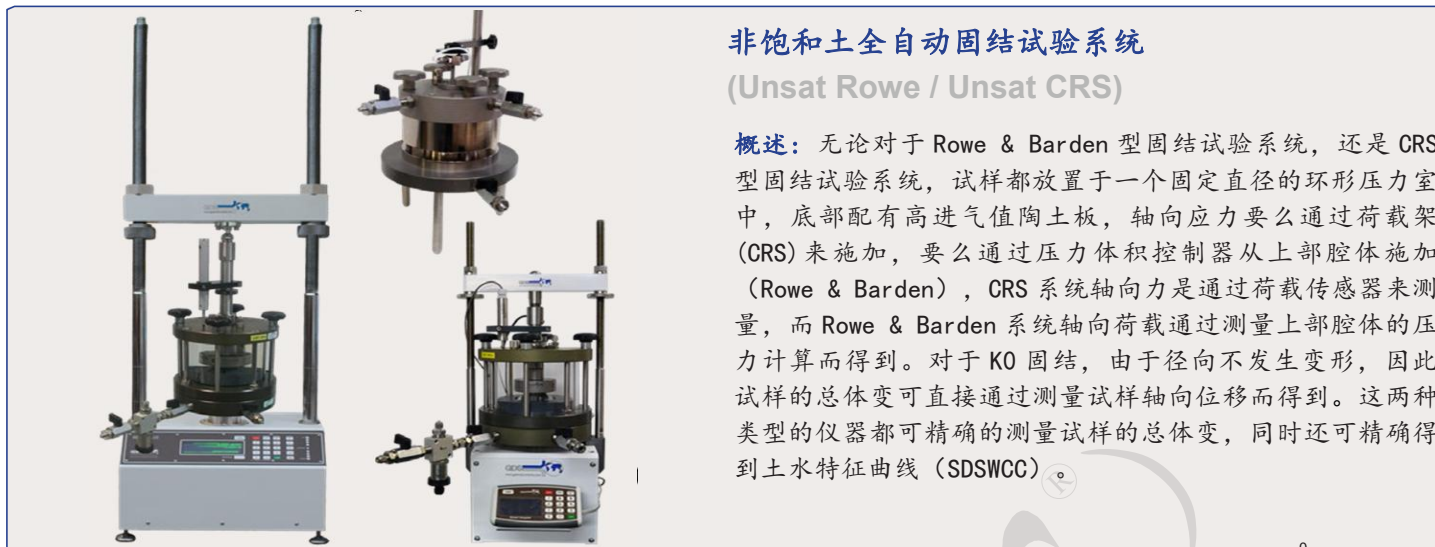 非饱和土全自动固结试验系统
(Unsat Rowe / Unsat CRS)
概述：无论对于 Rowe & Barden 型固结试验系统，还是 CRS
型固结试验系统，试样都放置于一个固定直径的环形压力室
中，底部配有高进气值陶土板，轴向应力要么通过荷载架
(CRS)来施加，要么通过压力体积控制器从上部腔体施加
（Rowe & Barden），CRS 系统轴向力是通过荷载传感器来测
量，而 Rowe & Barden 系统轴向荷载通过测量上部腔体的压
力计算而得到。对于 K0 固结，由于径向不发生变形，因此
试样的总体变可直接通过测量试样轴向位移而得到。这两种
类型的仪器都可精确的测量试样的总体变，同时还可精确得
到土水特征曲线（SDSWCC）。
GDS